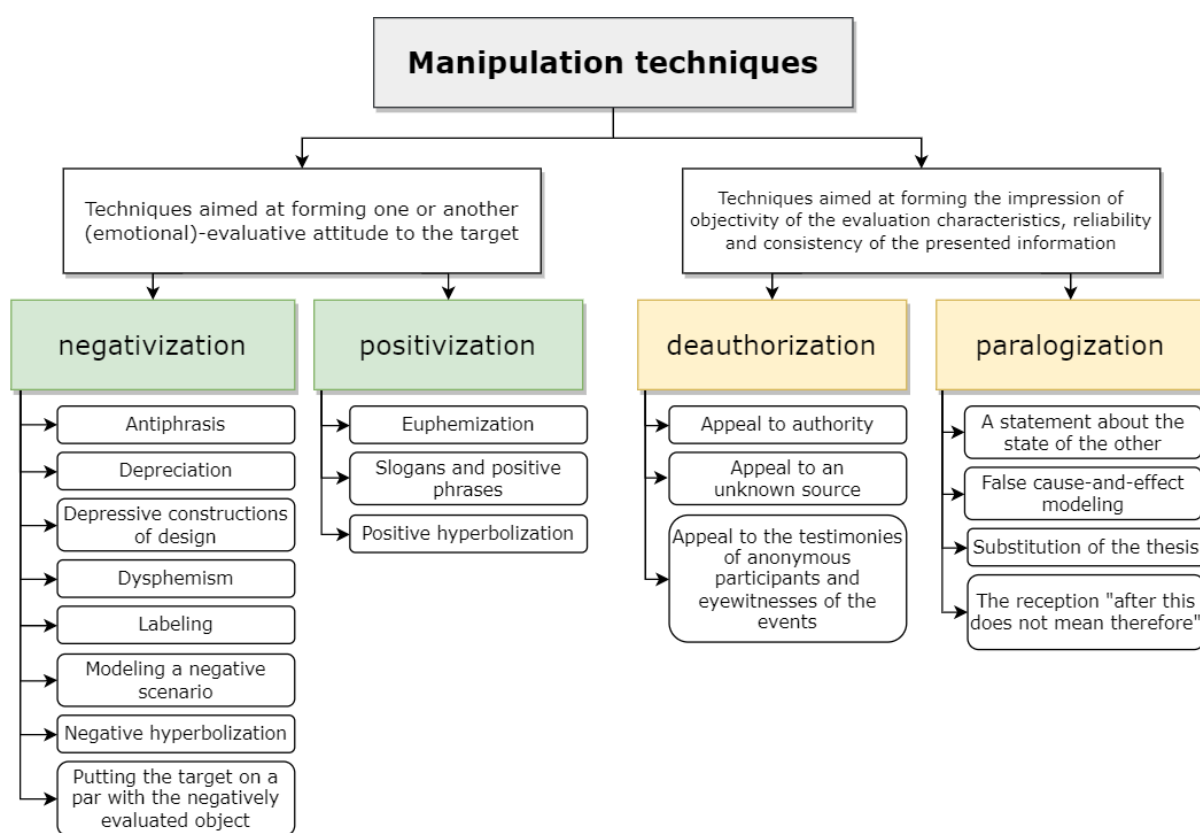 Manipulation techniques
Techniques aimed at forming one or another
(emotional)-evaluative attitude to the target
Techniques aimed at forming the impression of
objectivity of the evaluation characteristics, reliability
and consistency of the presented information
negativization
positivization
deauthorization
paralogization
Antiphrasis
Depreciation
Depressive constructions
of design
Dysphemism
Labeling
Modeling a negative
scenario
Negative hyperbolization
Putting the target on a
par with the negatively
evaluated object
Euphemization
Slogans and positive
phrases
Positive hyperbolization
Appeal to authority
Appeal to an
unknown source
Appeal to the testimonies
of anonymous
participants and
eyewitnesses of the
events
A statement about the
state of the other
False cause-and-effect
modeling
Substitution of the thesis
The reception "after this
does not mean therefore"